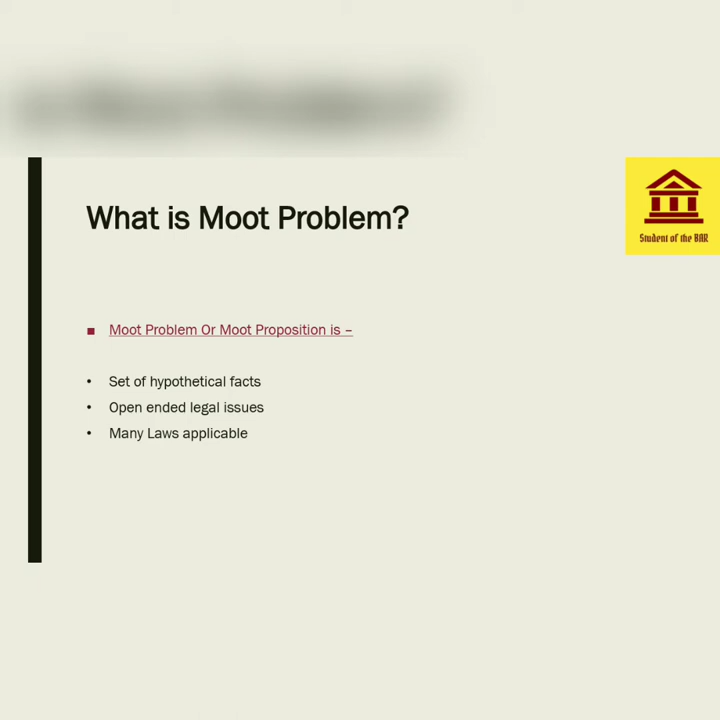 What is Moot Problem?
Student of the BAR
Moot Problem Or Moot Proposition is –
Set of hypothetical facts
Open ended legal issues
Many Laws applicable